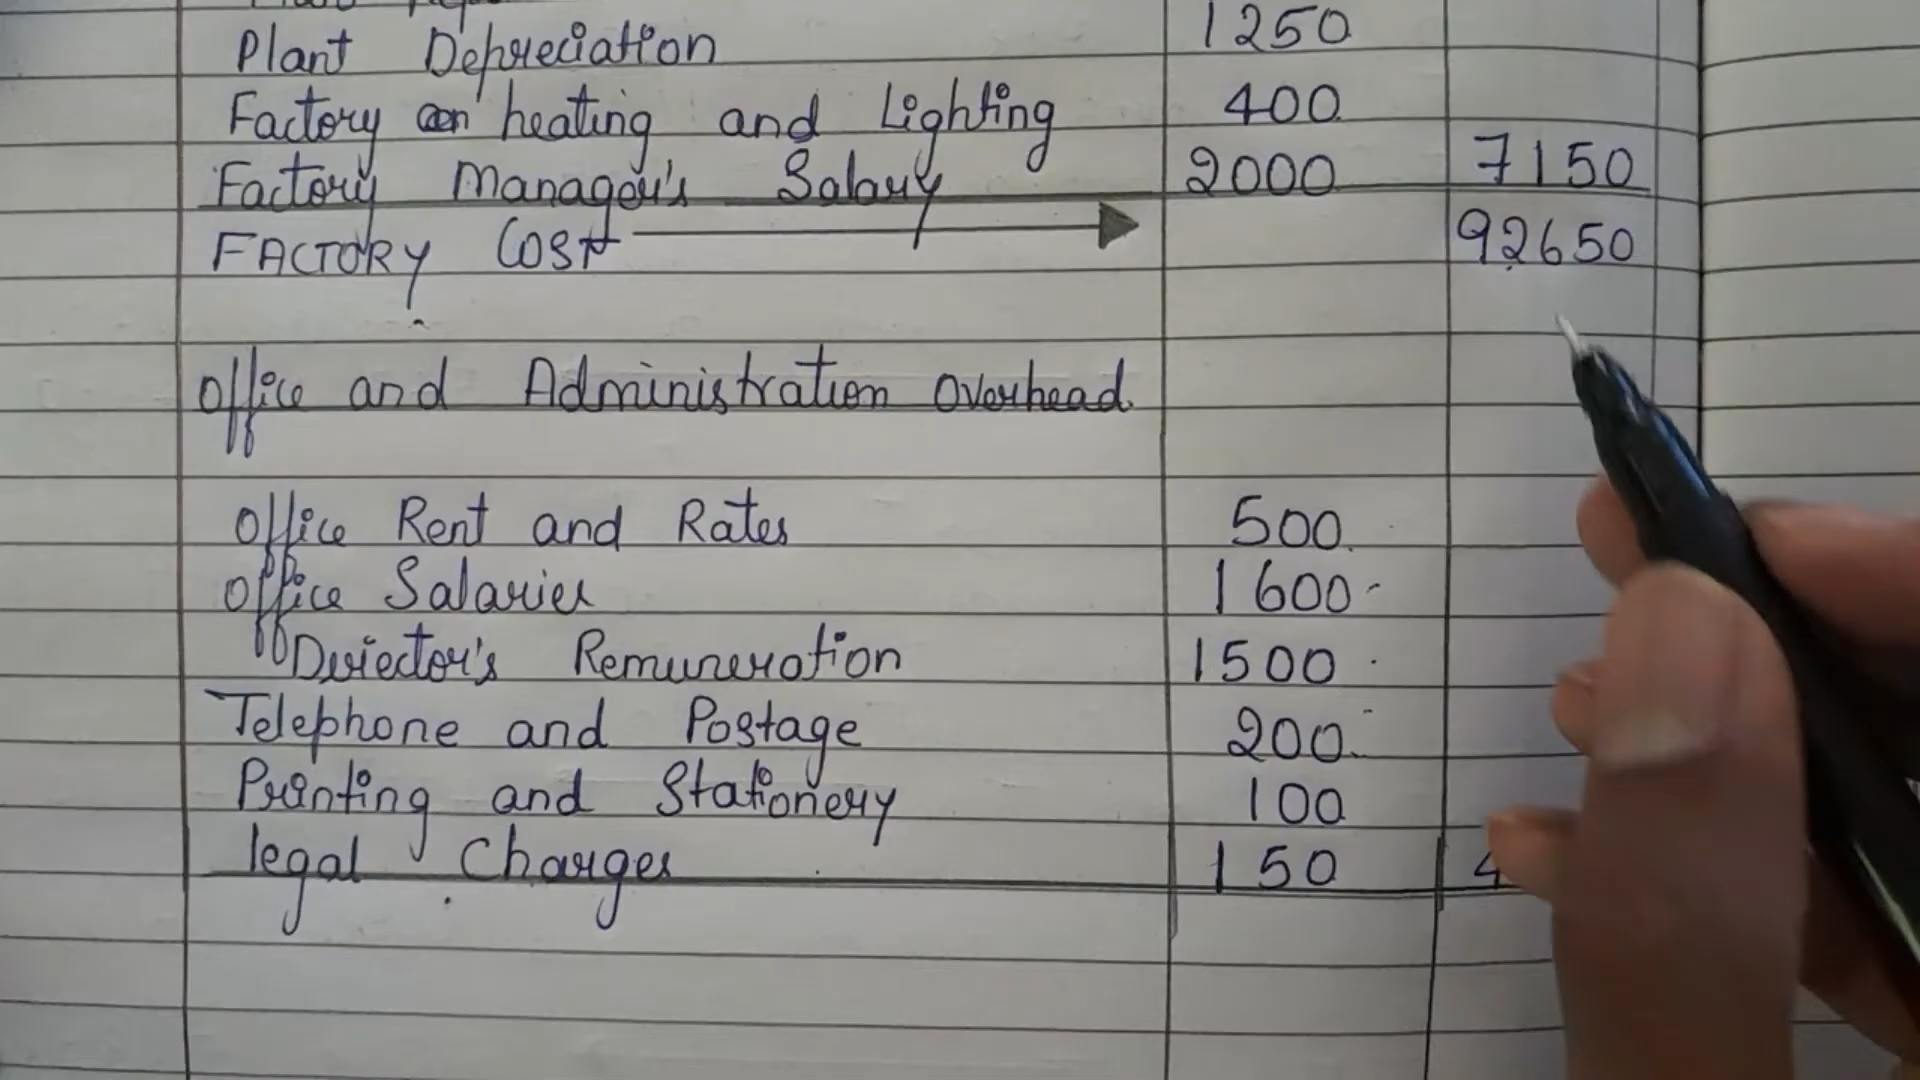 Plant Depreciation 1250
Factory heating and Lighting 400
Factory Manager's Salary 2000 7150
FACTORY COST 92650
Office and Administration Overhead.
Office Rent and Rates 500
Office Salaries 1600
Director's Remuneration 1500
Telephone and Postage 200
Printing and Stationery 100
legal Charges 150 4